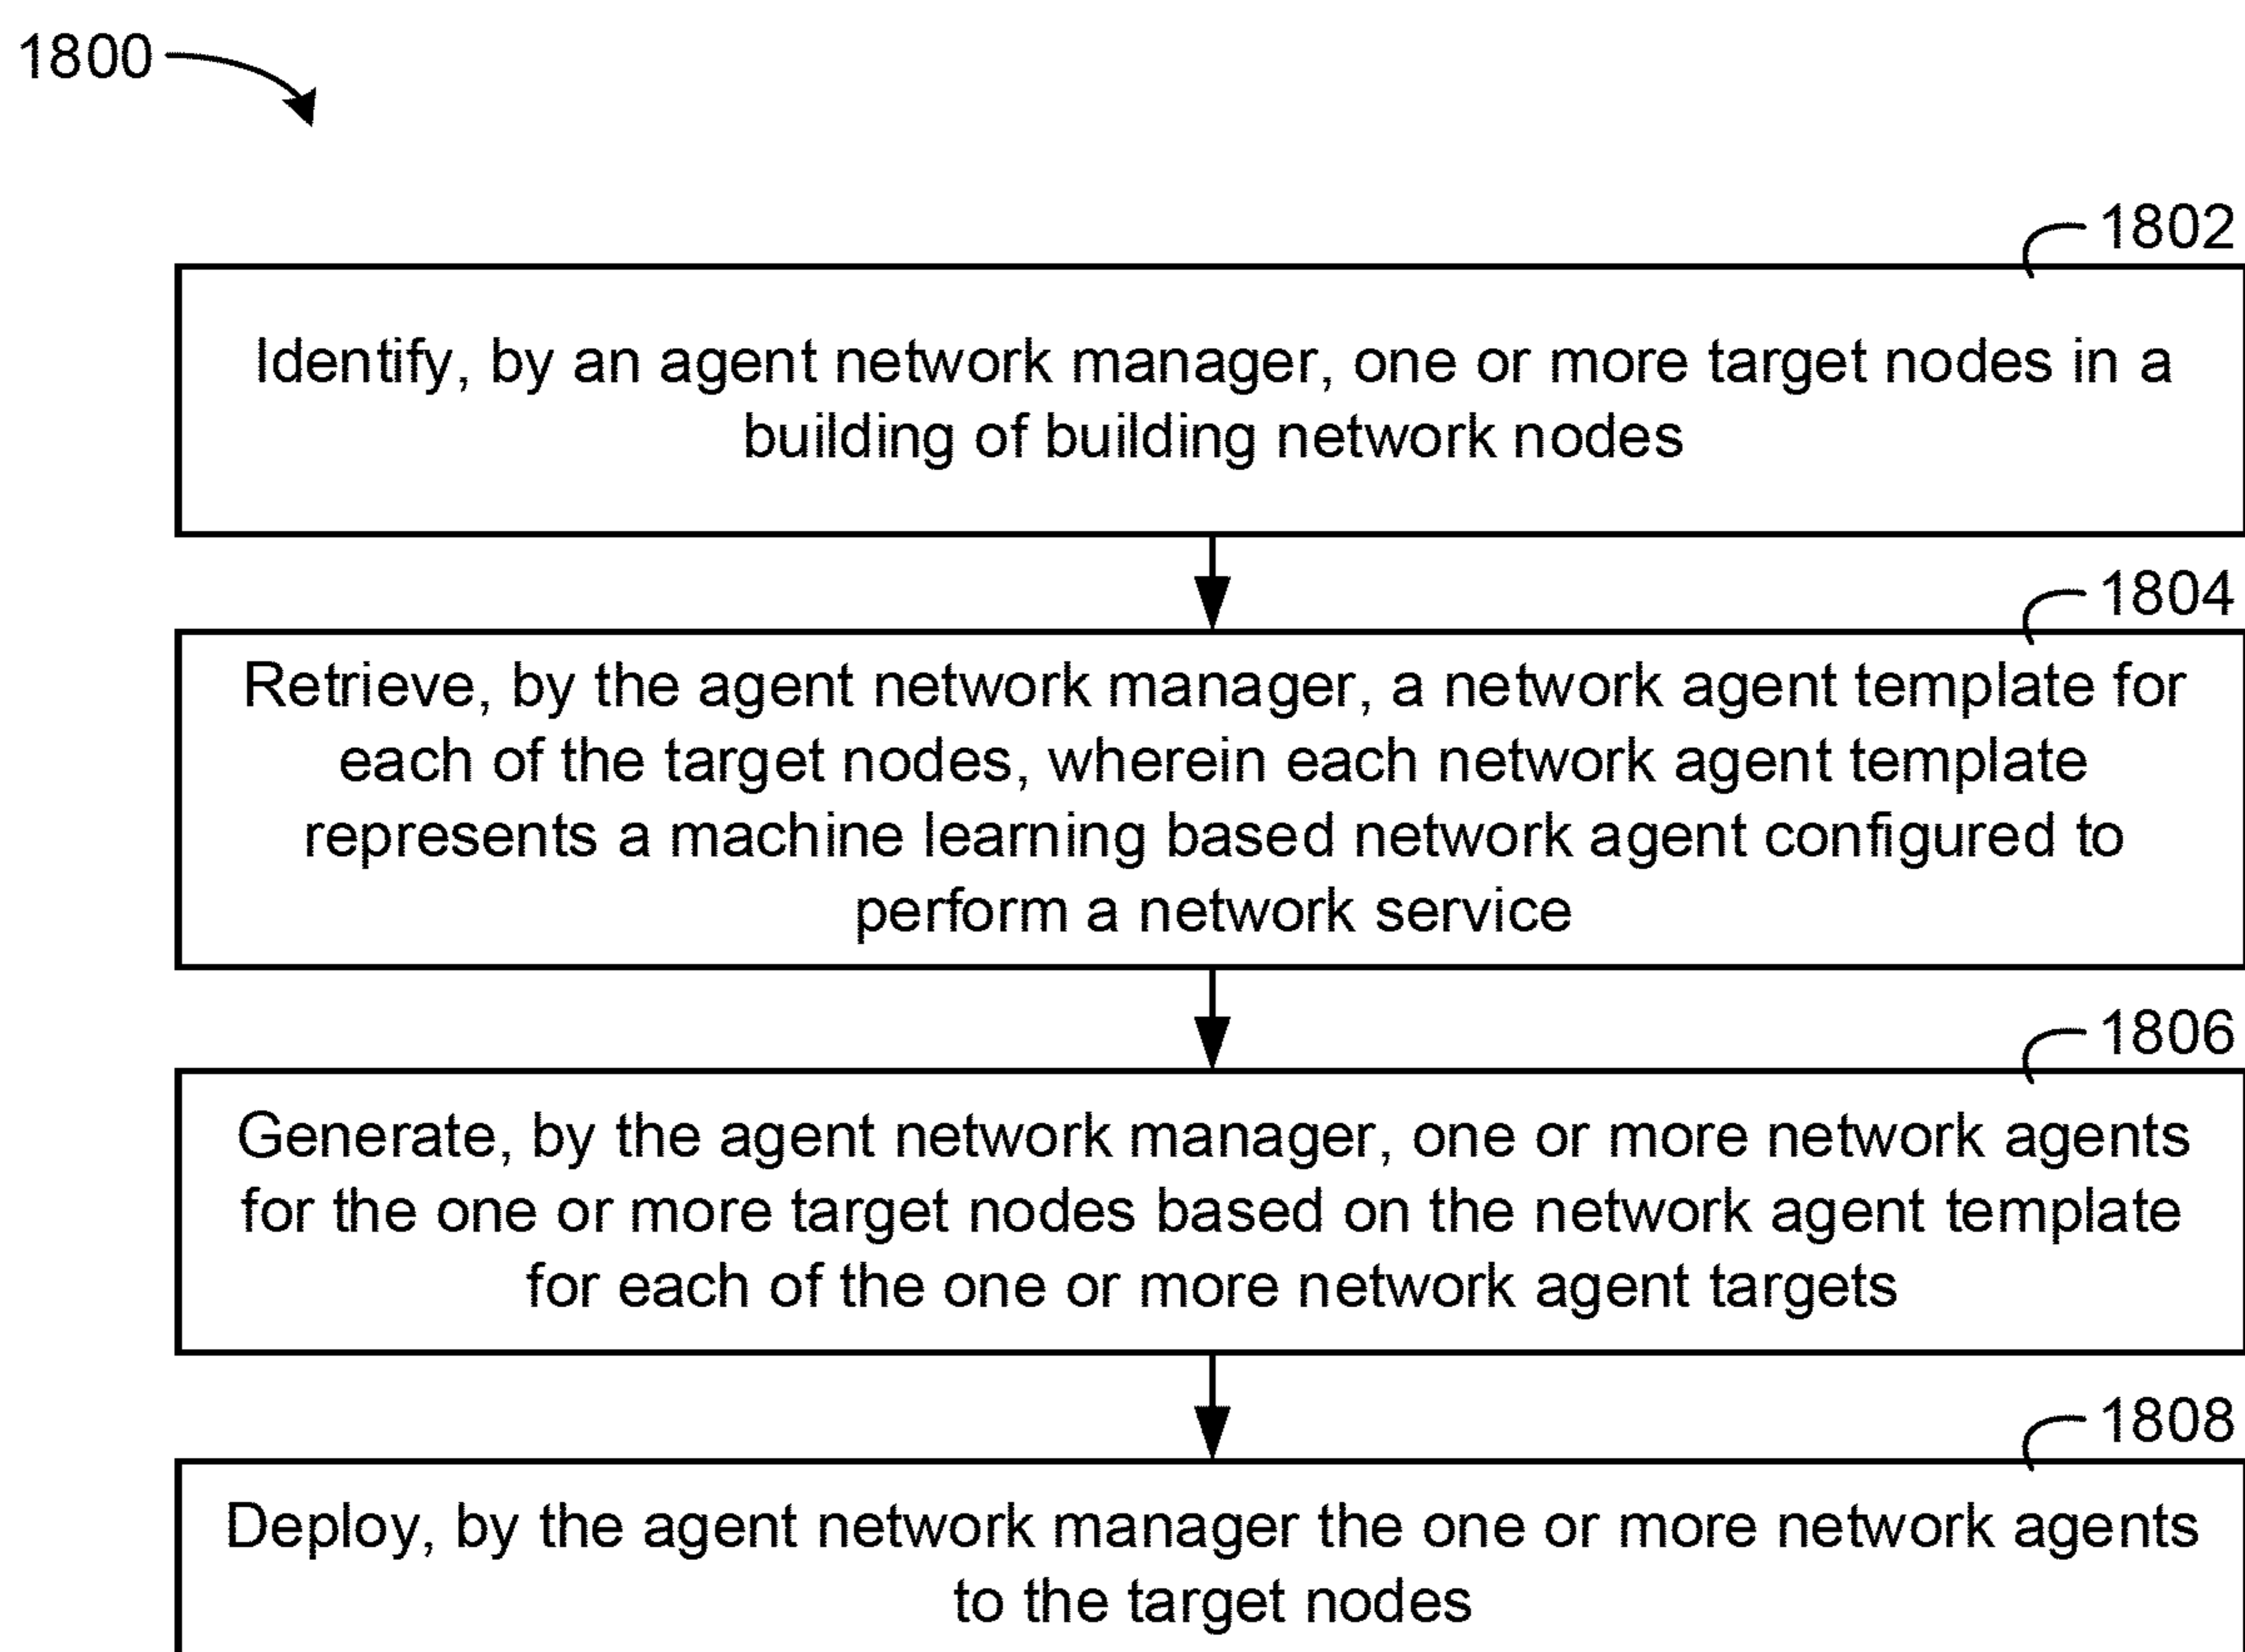 1800
1802
Identify, by an agent network manager, one or more target nodes in a
building of building network nodes
1804
Retrieve, by the agent network manager, a network agent template for
each of the target nodes, wherein each network agent template
represents a machine learning based network agent configured to
perform a network service
1806
Generate, by the agent network manager, one or more network agents
for the one or more target nodes based on the network agent template
for each of the one or more network agent targets
1808
Deploy, by the agent network manager the one or more network agents
to the target nodes